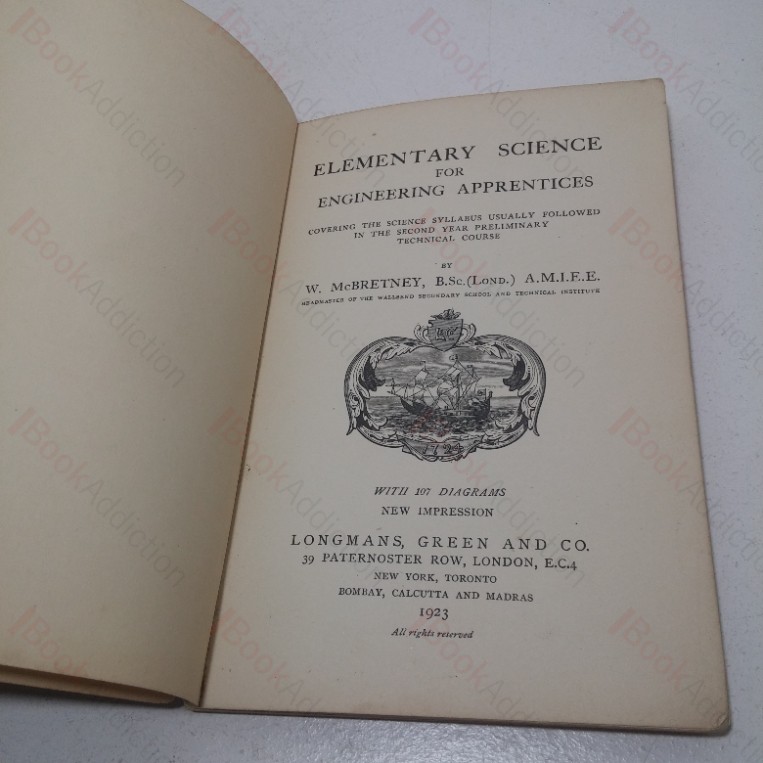 ELEMENTARY SCIENCE
FOR
ENGINEERING APPRENTICES
COVERING THE SCIENCE SYLLABUS USUALLY FOLLOWED
IN THE SECOND YEAR PRELIMINARY
TECHNICAL COURSE
BY
W. McBRETNEY, B.Sc.(LOND.) A.M.I.E.E.
HEADMASTER OF THE WALLSEND SECONDARY SCHOOL AND TECHNICAL INSTITUTE
1724
WITH 107 DIAGRAMS
NEW IMPRESSION
LONGMANS, GREEN AND CO.
39 PATERNOSTER ROW, LONDON, E.C.4
NEW YORK, TORONTO
BOMBAY, CALCUTTA AND MADRAS
1923
All rights reserved
BookAddiction